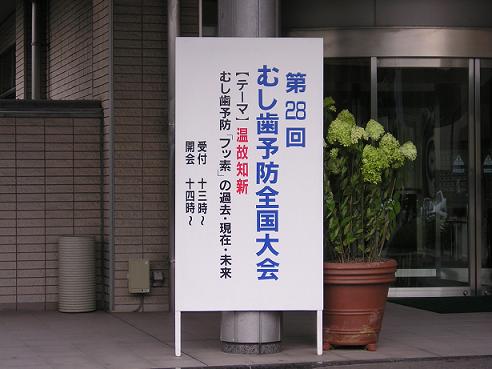 第28回
むし歯予防全国大会
【テーマ】温故知新
むし歯予防「フッ素」の過去・現在・未来
受付 十三時〜
開会 十四時〜